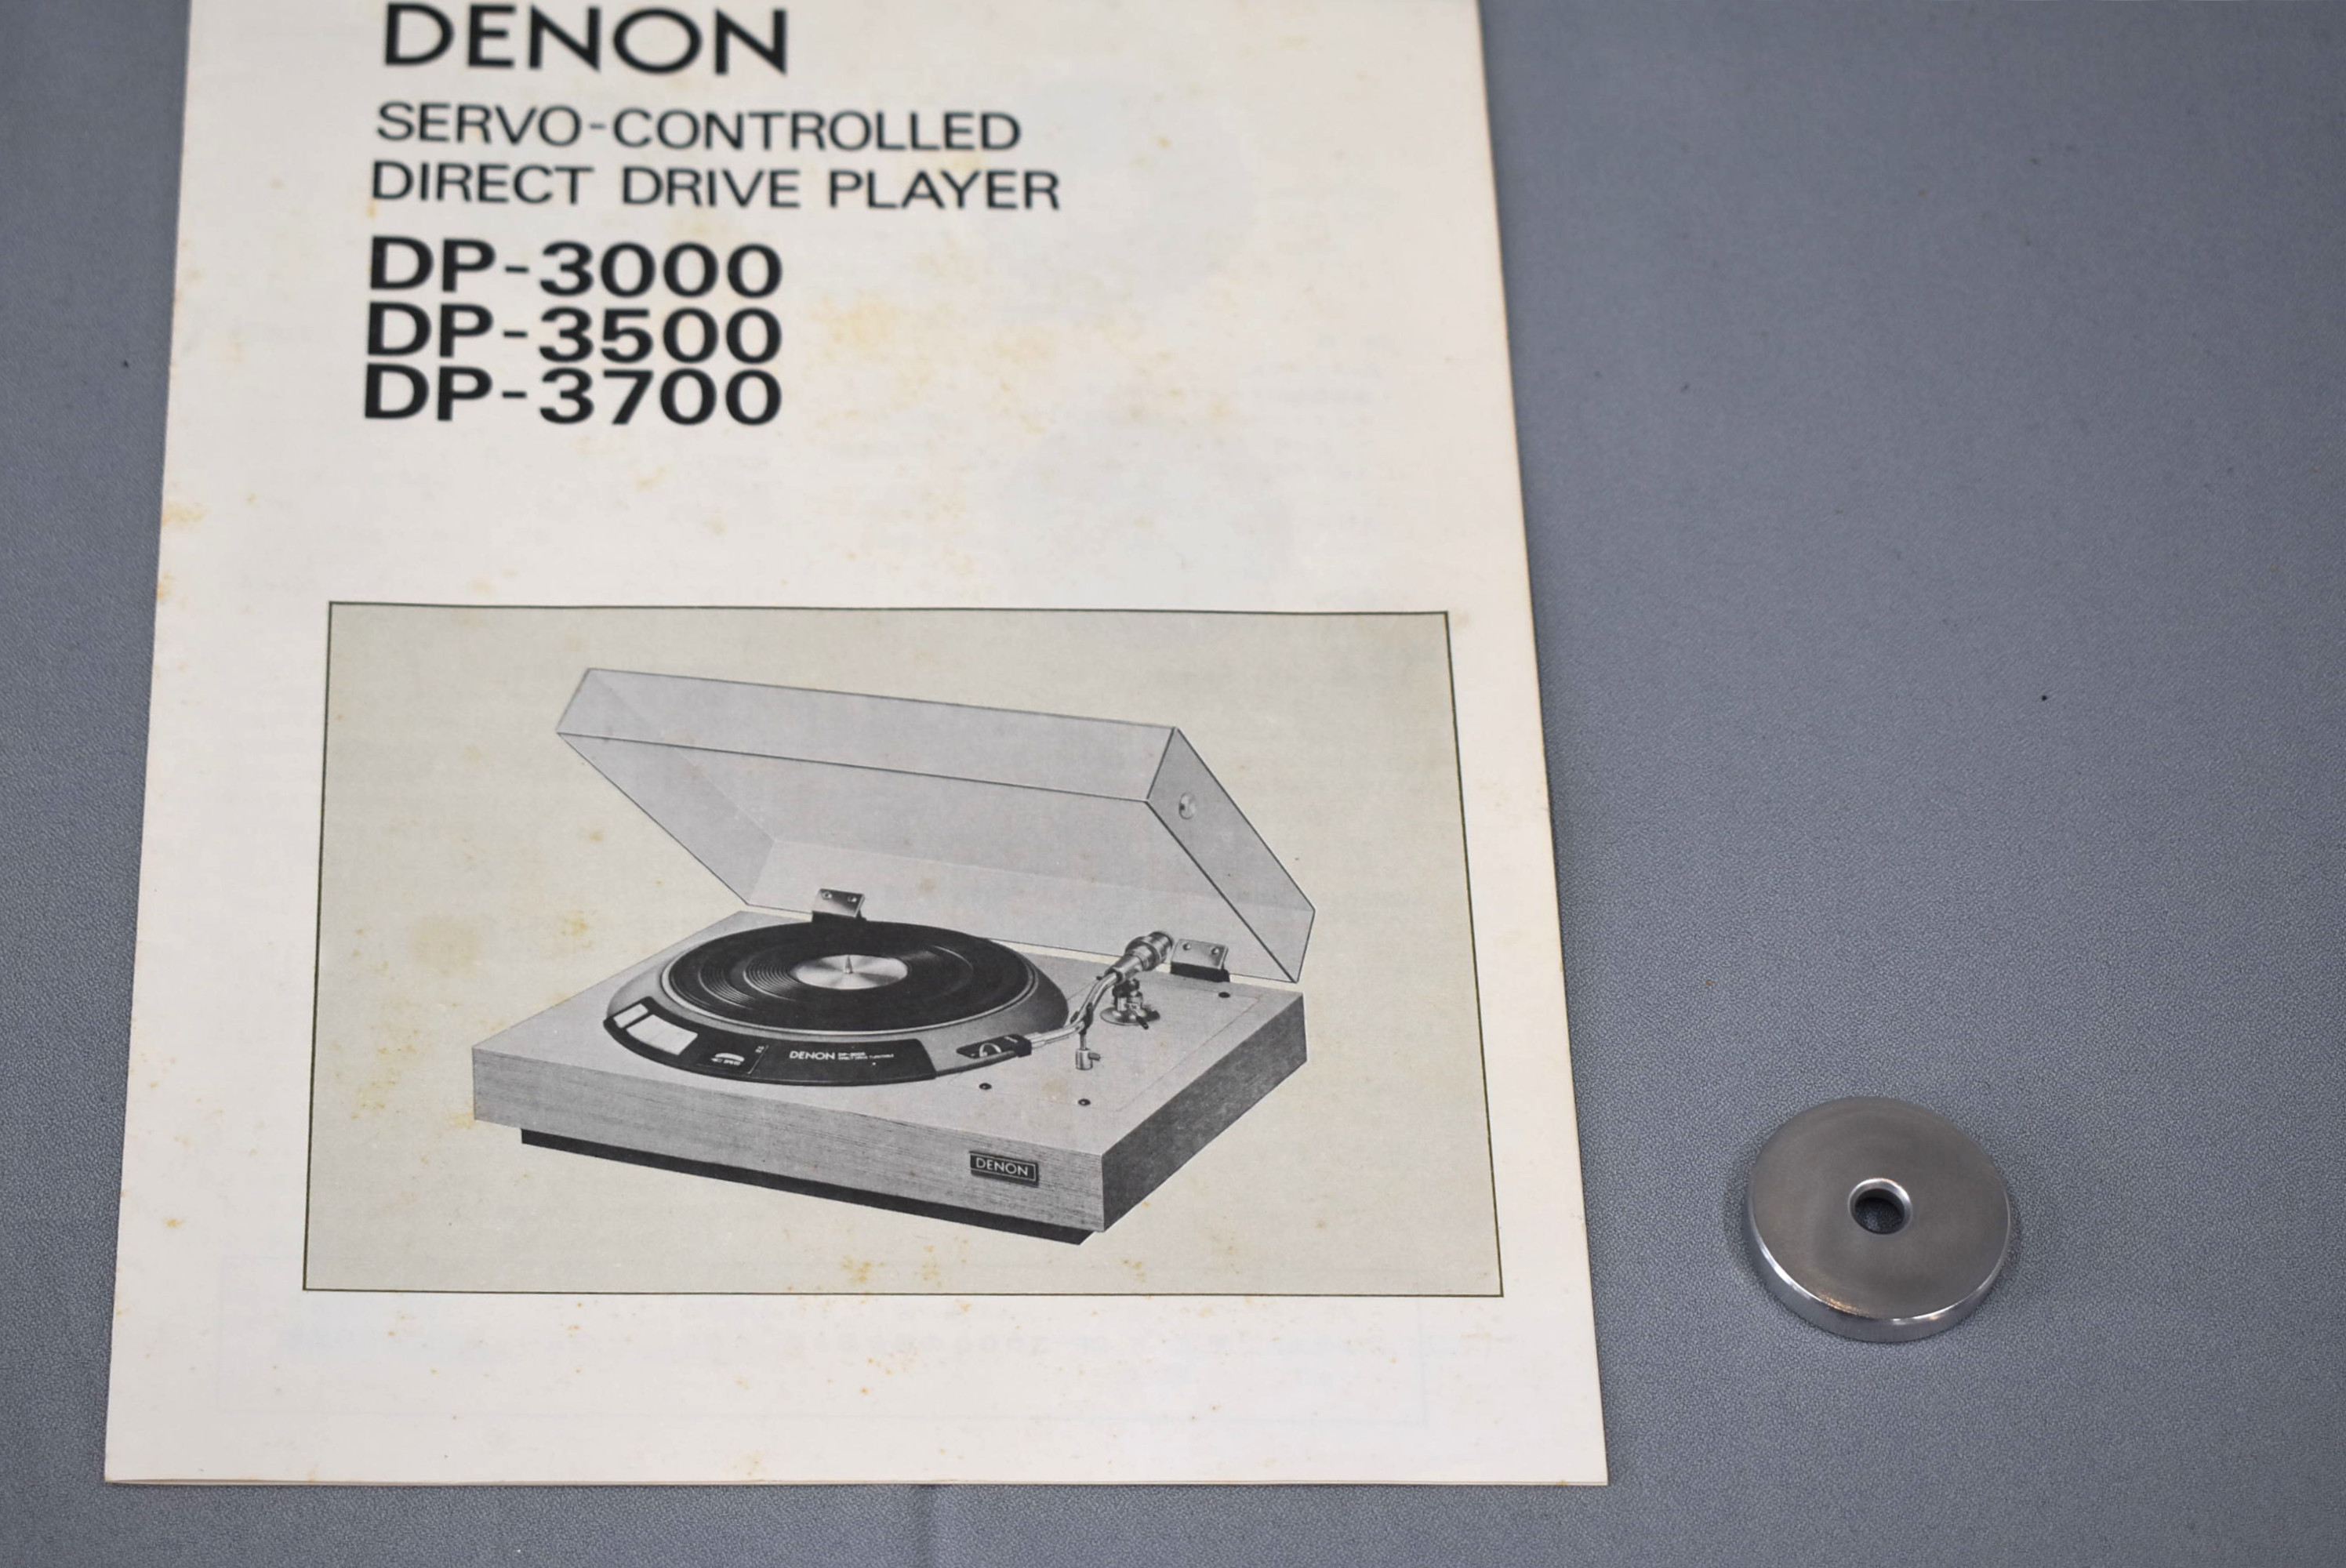 DENON
SERVO-CONTROLLED
DIRECT DRIVE PLAYER
DP-3000
DP-3500
DP-3700
DENON
DENON